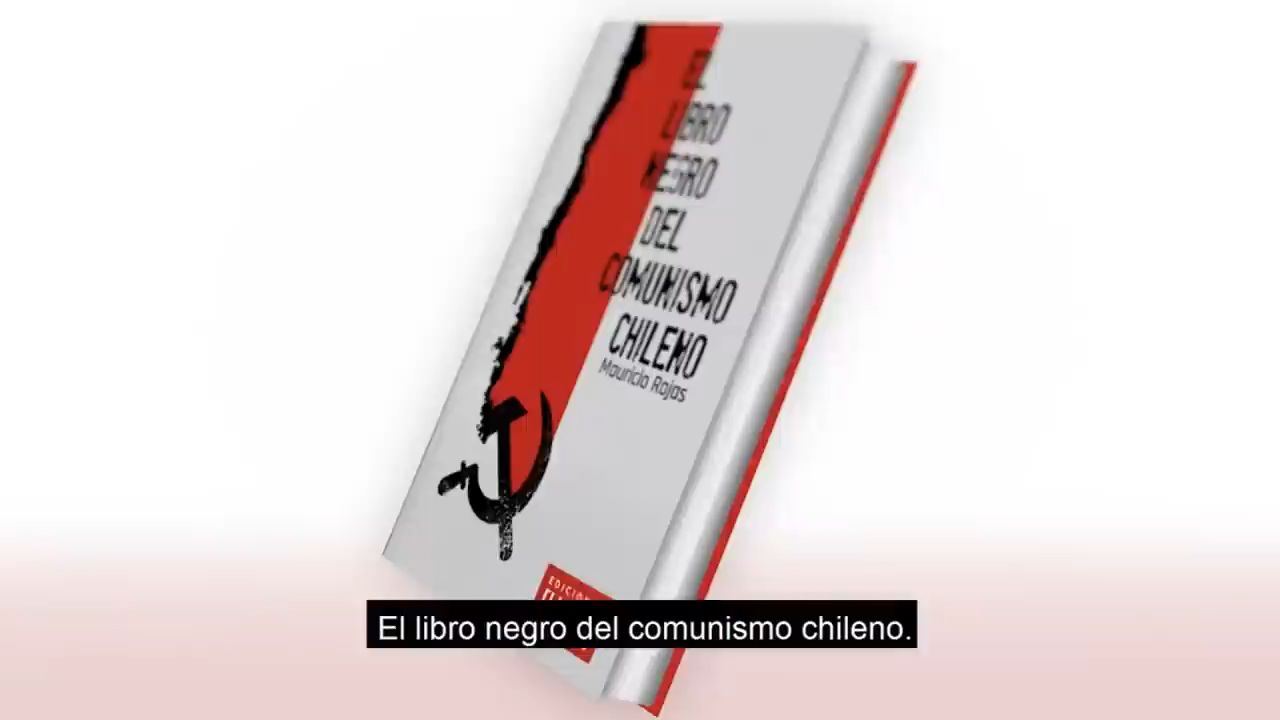 EL
LIBRO
NEGRO
DEL
COMUNISMO
CHILENO
Mauricio Rojas
El libro negro del comunismo chileno.